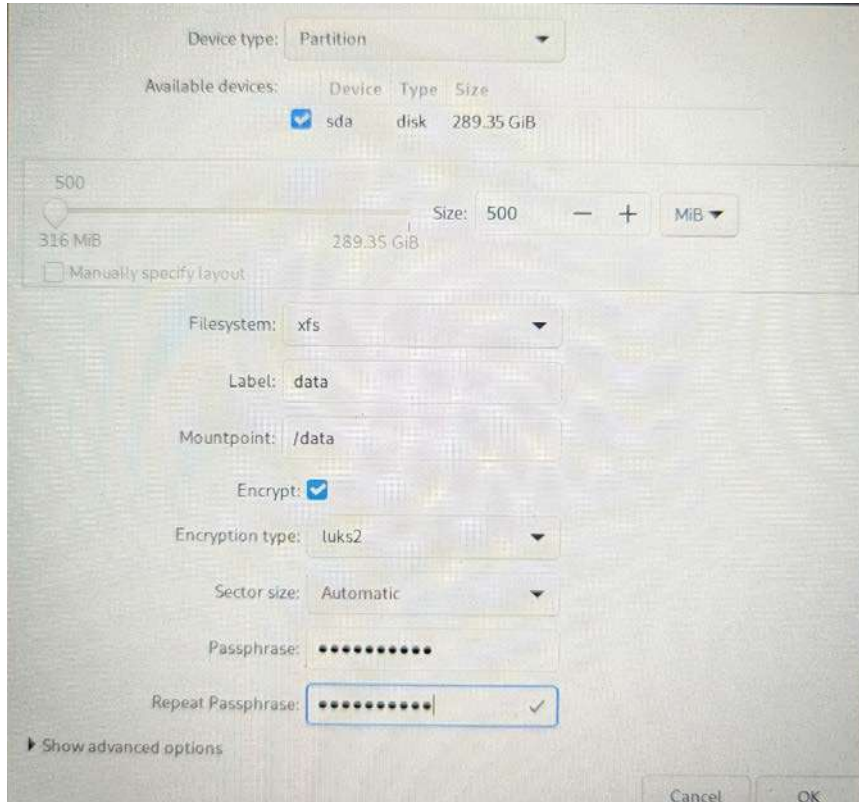 Device type: Partition
Available devices: Device Type Size
sda disk 289.35 GiB
500
Size: 500 − + MiB
316 MiB 289.35 GiB
Manually specify layout
Filesystem: xfs
Label: data
Mountpoint: /data
Encrypt:
Encryption type: luks2
Sector size: Automatic
Passphrase: ••••••••••
Repeat Passphrase: ••••••••••
Show advanced options
Cancel OK